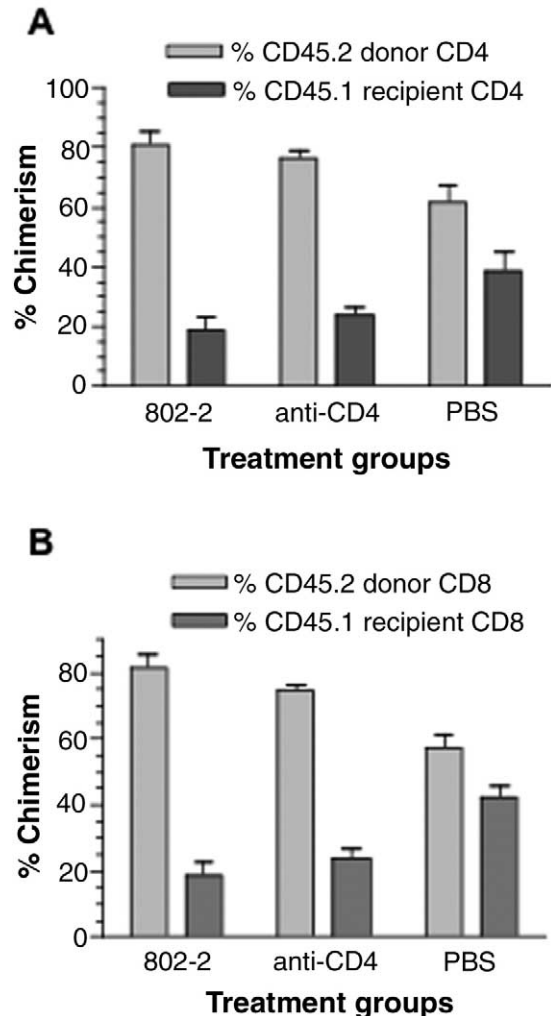 A
% CD45.2 donor CD4
% CD45.1 recipient CD4
100
80
60
40
20
0
% Chimerism
802-2 anti-CD4 PBS
Treatment groups
B
% CD45.2 donor CD8
% CD45.1 recipient CD8
80
60
40
20
0
% Chimerism
802-2 anti-CD4 PBS
Treatment groups